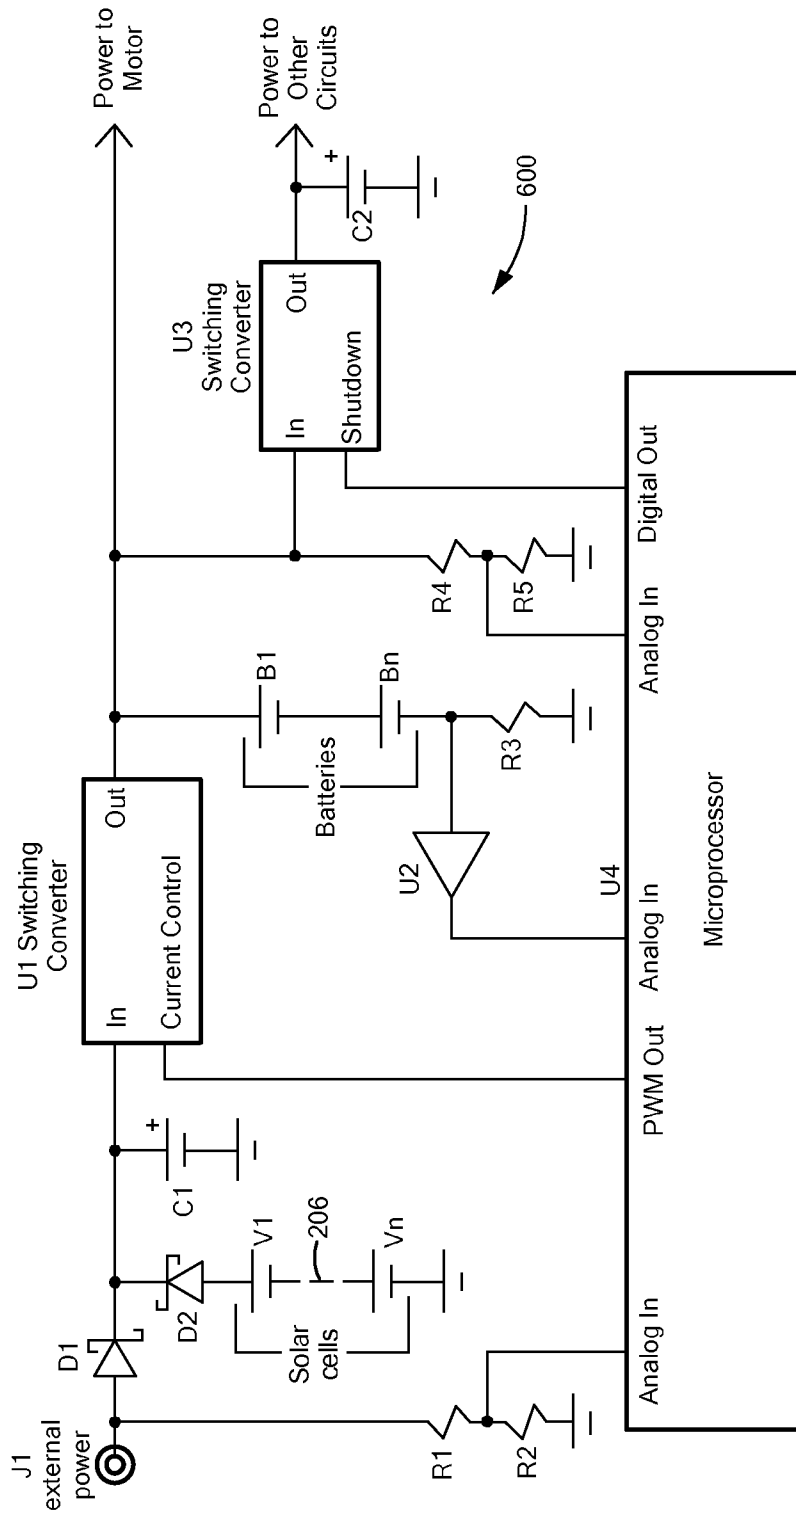 Power to
Motor
Power to
Other
Circuits
+
C2
600
U3
Switching
Converter
In
Out
Shutdown
U1 Switching
Converter
In
Out
Current Control
B1
Bn
Batteries
R3
R4
R5
U2
+
C1
D1
D2
V1
206
Vn
Solar
cells
J1
external
power
R1
R2
U4
Analog In
PWM Out
Analog In
Analog In
Digital Out
Microprocessor